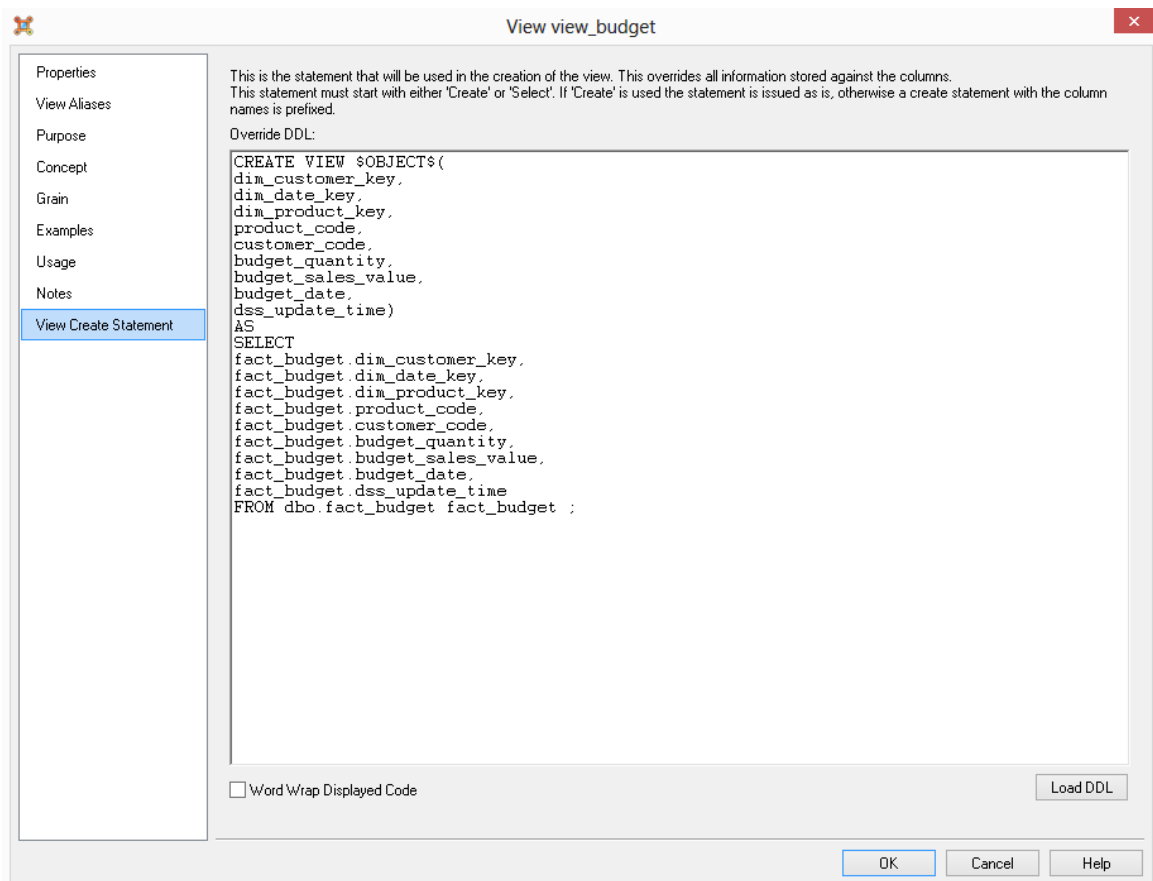 View view_budget
Properties
View Aliases
Purpose
Concept
Grain
Examples
Usage
Notes
View Create Statement
This is the statement that will be used in the creation of the view. This overrides all information stored against the columns.
This statement must start with either 'Create' or 'Select'. If 'Create' is used the statement is issued as is, otherwise a create statement with the column
names is prefixed.
Override DDL:
CREATE VIEW $OBJECT$(
dim_customer_key,
dim_date_key,
dim_product_key,
product_code,
customer_code,
budget_quantity,
budget_sales_value,
budget_date,
dss_update_time)
AS
SELECT
fact_budget.dim_customer_key,
fact_budget.dim_date_key,
fact_budget.dim_product_key,
fact_budget.product_code,
fact_budget.customer_code,
fact_budget.budget_quantity,
fact_budget.budget_sales_value,
fact_budget.budget_date,
fact_budget.dss_update_time
FROM dbo.fact_budget fact_budget ;
Word Wrap Displayed Code
Load DDL
OK
Cancel
Help